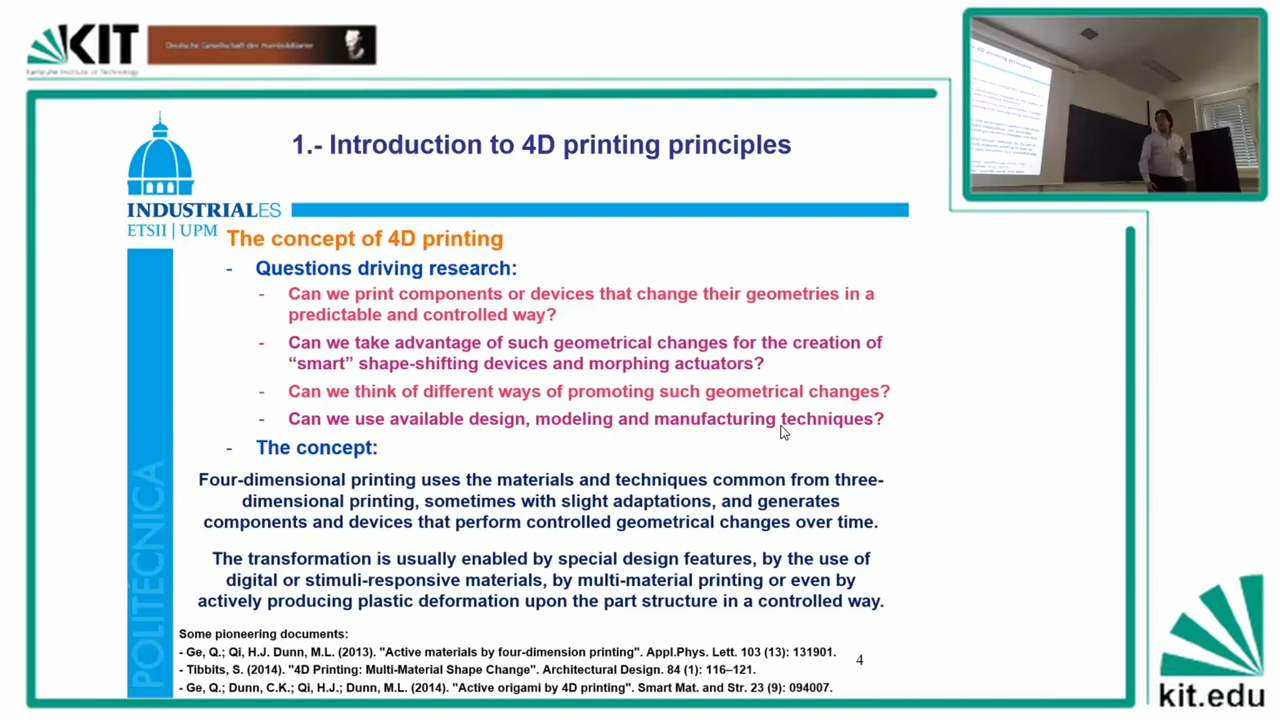 KIT
Karlsruhe Institute of Technology
Deutsche Gesellschaft der Humboldtianer
1.- Introduction to 4D printing principles
INDUSTRIALES
ETSII | UPM
The concept of 4D printing
- Questions driving research:
- Can we print components or devices that change their geometries in a
predictable and controlled way?
- Can we take advantage of such geometrical changes for the creation of
“smart” shape-shifting devices and morphing actuators?
- Can we think of different ways of promoting such geometrical changes?
- Can we use available design, modeling and manufacturing techniques?
- The concept:
Four-dimensional printing uses the materials and techniques common from three-
dimensional printing, sometimes with slight adaptations, and generates
components and devices that perform controlled geometrical changes over time.
The transformation is usually enabled by special design features, by the use of
digital or stimuli-responsive materials, by multi-material printing or even by
actively producing plastic deformation upon the part structure in a controlled way.
POLITÉCNICA
Some pioneering documents:
- Ge, Q.; Qi, H.J. Dunn, M.L. (2013). "Active materials by four-dimension printing". Appl.Phys. Lett. 103 (13): 131901.
- Tibbits, S. (2014). "4D Printing: Multi-Material Shape Change". Architectural Design. 84 (1): 116–121.
- Ge, Q.; Dunn, C.K.; Qi, H.J.; Dunn, M.L. (2014). "Active origami by 4D printing". Smart Mat. and Str. 23 (9): 094007.
4
kit.edu